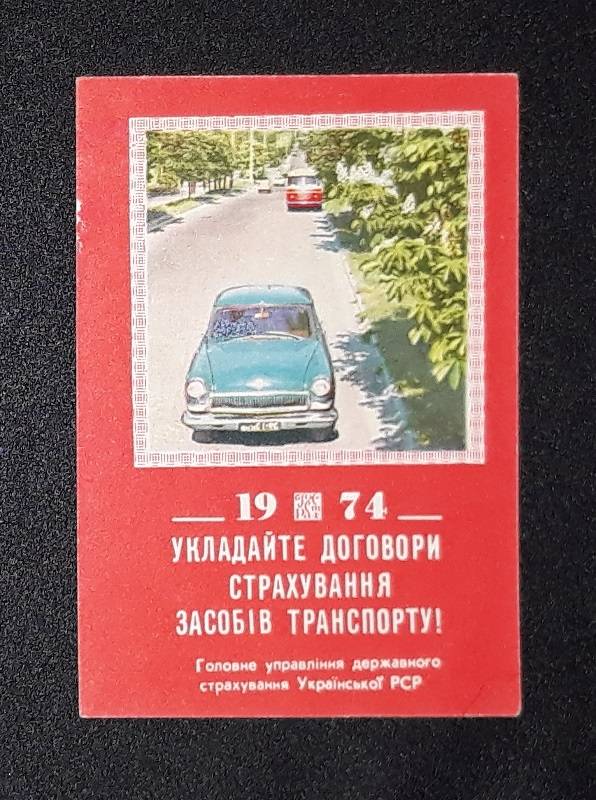 19 74
УКЛАДАЙТЕ ДОГОВОРИ
СТРАХУВАННЯ
ЗАСОБІВ ТРАНСПОРТУ!
Головне управління державного
страхування Української РСР